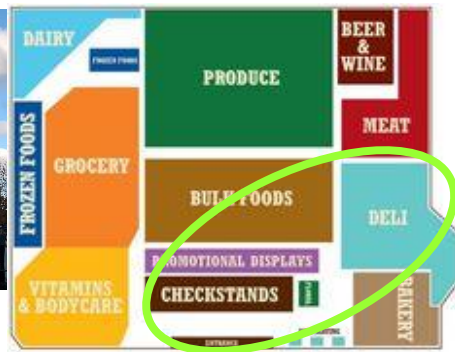 DAIRY
FROZEN FOODS
PRODUCE
BEER
&
WINE
MEAT
FROZEN FOODS
GROCERY
BULK FOODS
DELI
PROMOTIONAL DISPLAYS
VITAMINS
& BODYCARE
CHECKSTANDS
BAKERY
ENTRANCE